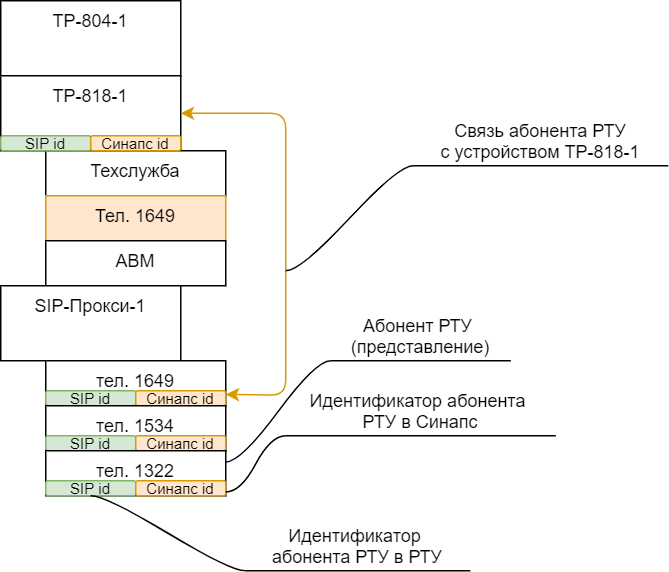 ТР-804-1
ТР-818-1
SIP id
Синапс id
Техслужба
Тел. 1649
АВМ
SIP-Прокси-1
тел. 1649
SIP id
Синапс id
тел. 1534
SIP id
Синапс id
тел. 1322
SIP id
Синапс id
Связь абонента РТУ
с устройством ТР-818-1
Абонент РТУ
(представление)
Идентификатор абонента
РТУ в Синапс
Идентификатор
абонента РТУ в РТУ